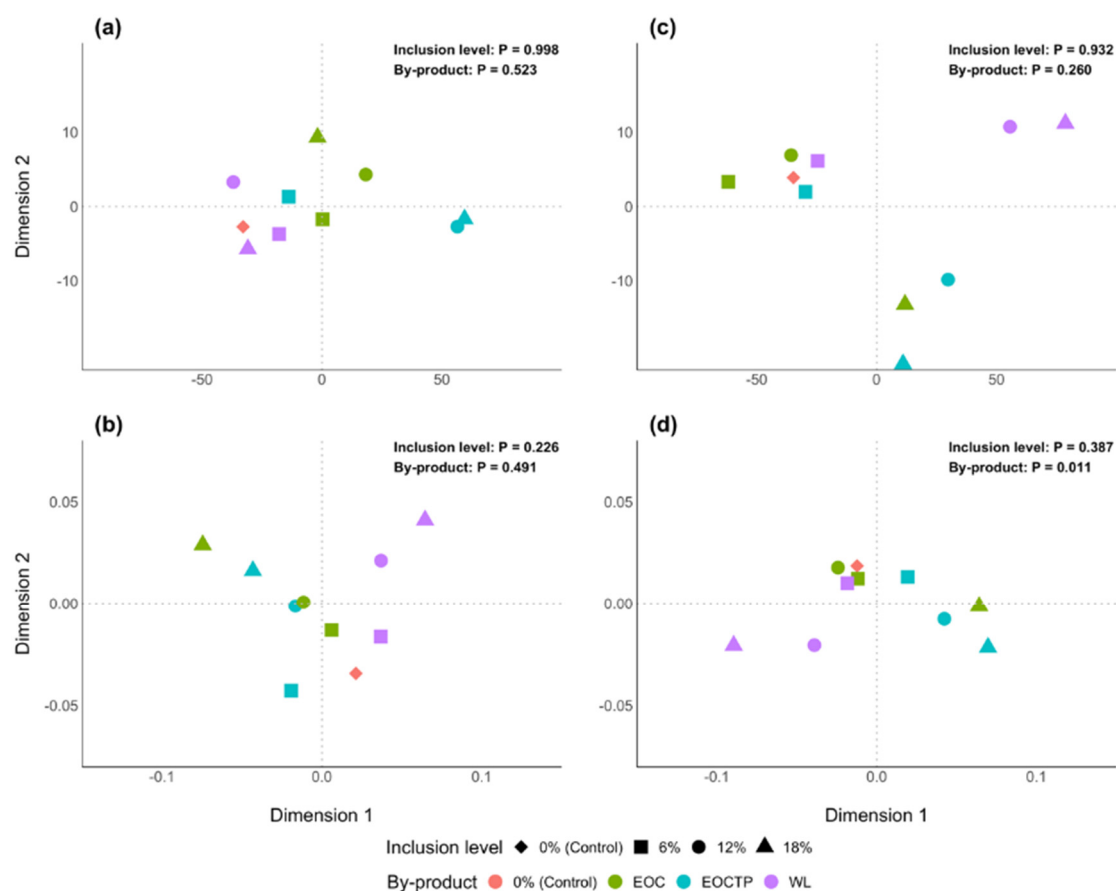 (a)
Inclusion level: P = 0.998
By-product: P = 0.523
Dimension 2
10
0
-10
-50
0
50
(c)
Inclusion level: P = 0.932
By-product: P = 0.260
10
0
-10
-50
0
50
(b)
Inclusion level: P = 0.226
By-product: P = 0.491
Dimension 2
0.05
0.00
-0.05
-0.1
0.0
0.1
Dimension 1
(d)
Inclusion level: P = 0.387
By-product: P = 0.011
0.05
0.00
-0.05
-0.1
0.0
0.1
Dimension 1
Inclusion level 0% (Control) 6% 12% 18%
By-product 0% (Control) EOC EOCTP WL